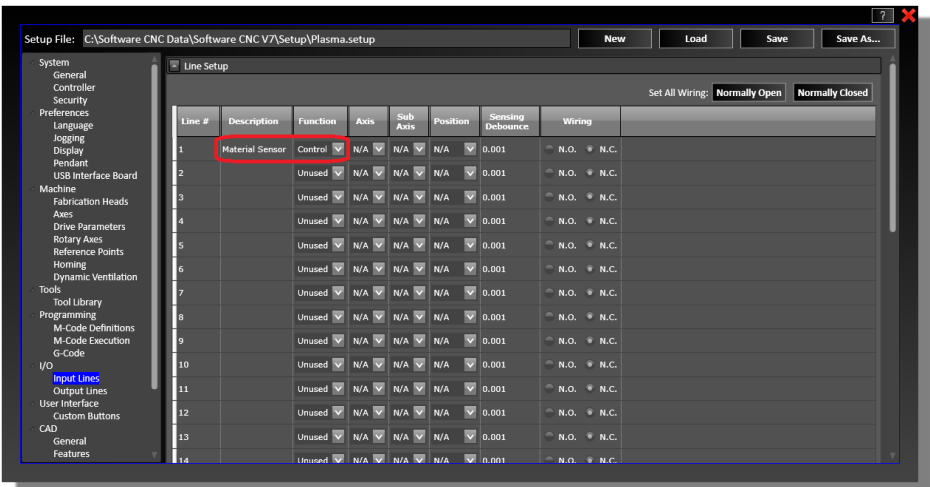 ?
Setup File: C:\Software CNC Data\Software CNC V7\Setup\Plasma.setup New Load Save Save As...
System
General
Controller
Security
Preferences
Language
Jogging
Display
Pendant
USB Interface Board
Machine
Fabrication Heads
Axes
Drive Parameters
Rotary Axes
Reference Points
Homing
Dynamic Ventilation
Tools
Tool Library
Programming
M-Code Definitions
M-Code Execution
G-Code
I/O
Input Lines
Output Lines
User Interface
Custom Buttons
CAD
General
Features
Line Setup
Set All Wiring: Normally Open Normally Closed
Line # Description Function Axis Sub Axis Position Sensing Debounce Wiring
1 Material Sensor Control N/A N/A N/A 0.001 N.O. N.C.
2 Unused N/A N/A N/A 0.001 N.O. N.C.
3 Unused N/A N/A N/A 0.001 N.O. N.C.
4 Unused N/A N/A N/A 0.001 N.O. N.C.
5 Unused N/A N/A N/A 0.001 N.O. N.C.
6 Unused N/A N/A N/A 0.001 N.O. N.C.
7 Unused N/A N/A N/A 0.001 N.O. N.C.
8 Unused N/A N/A N/A 0.001 N.O. N.C.
9 Unused N/A N/A N/A 0.001 N.O. N.C.
10 Unused N/A N/A N/A 0.001 N.O. N.C.
11 Unused N/A N/A N/A 0.001 N.O. N.C.
12 Unused N/A N/A N/A 0.001 N.O. N.C.
13 Unused N/A N/A N/A 0.001 N.O. N.C.
14 Unused N/A N/A N/A 0.001 N.O. N.C.